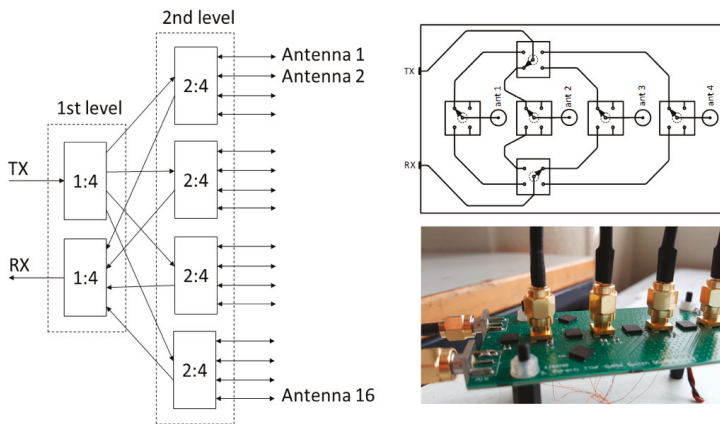 2nd level
1st level
TX
RX
1:4
1:4
2:4
2:4
2:4
2:4
Antenna 1
Antenna 2
Antenna 16
TX
RX
ant 1
ant 2
ant 3
ant 4